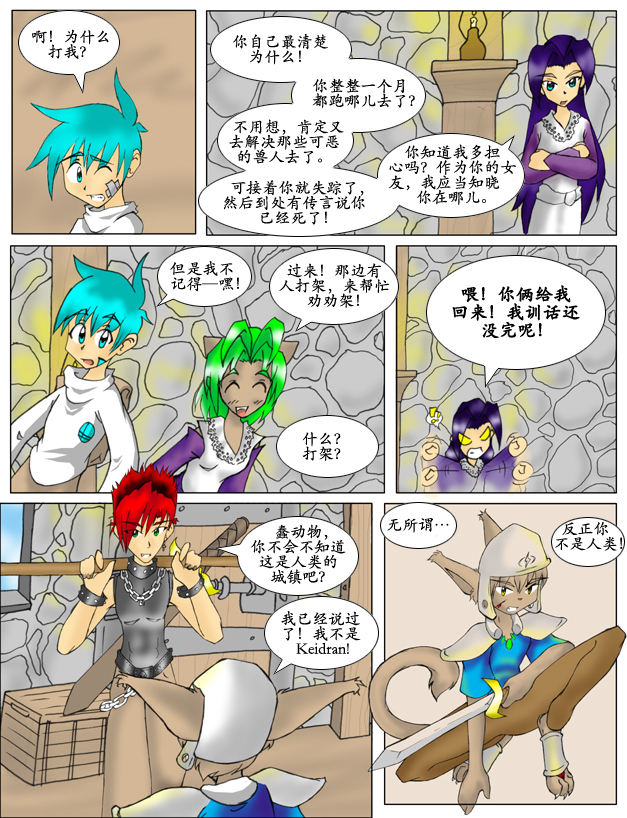 啊！为什么
打我？
你自己最清楚
为什么！
你整整一个月
都跑哪儿去了？
不用想，肯定又
去解决那些可恶
的兽人去了。
可接着你就失踪了，
然后到处有传言说你
已经死了！
你知道我多担
心吗？作为你的女
友，我应当知晓
你在哪儿。
但是我不
记得—嘿！
过来！那边有
人打架，来帮忙
劝劝架！
什么？
打架？
喂！你俩给我
回来！我训话还
没完呢！
蠢动物，
你不会不知道
这是人类的
城镇吧？
我已经说过
了！我不是
Keidran!
无所谓…
反正你
不是人类！